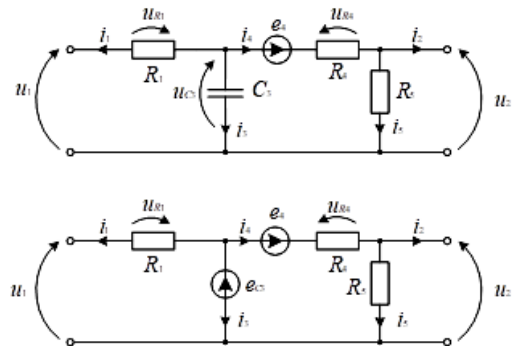 u_R1 e_4 u_R4
i_1 i_4 i_2
R_1 R_4
u_1 u_C3 C_3 R_5 u_2
i_3 i_5
u_R1 e_4 u_R4
i_1 i_4 i_2
R_1 R_4
u_1 e_C3 R_5 u_2
i_3 i_5